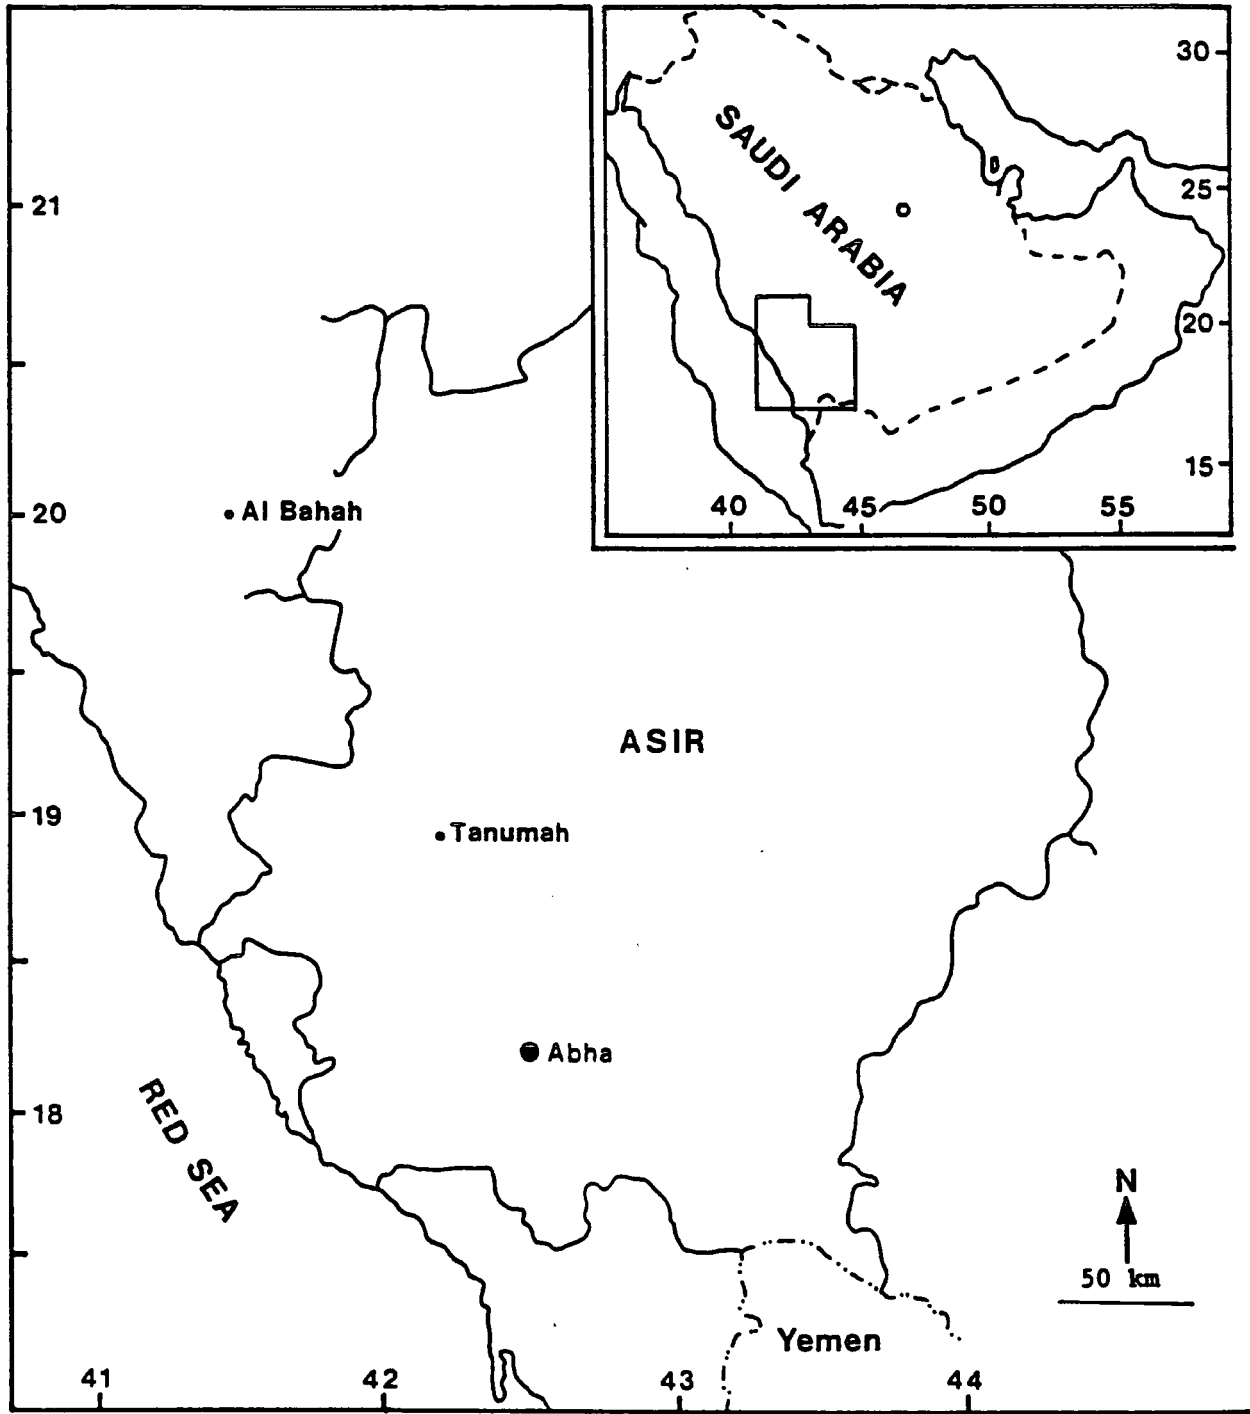 30
SAUDI ARABIA
25
20
15
40 45 50 55
21
20
Al Bahah
ASIR
19
Tanumah
Abha
18
RED SEA
N
50 km
Yemen
41 42 43 44